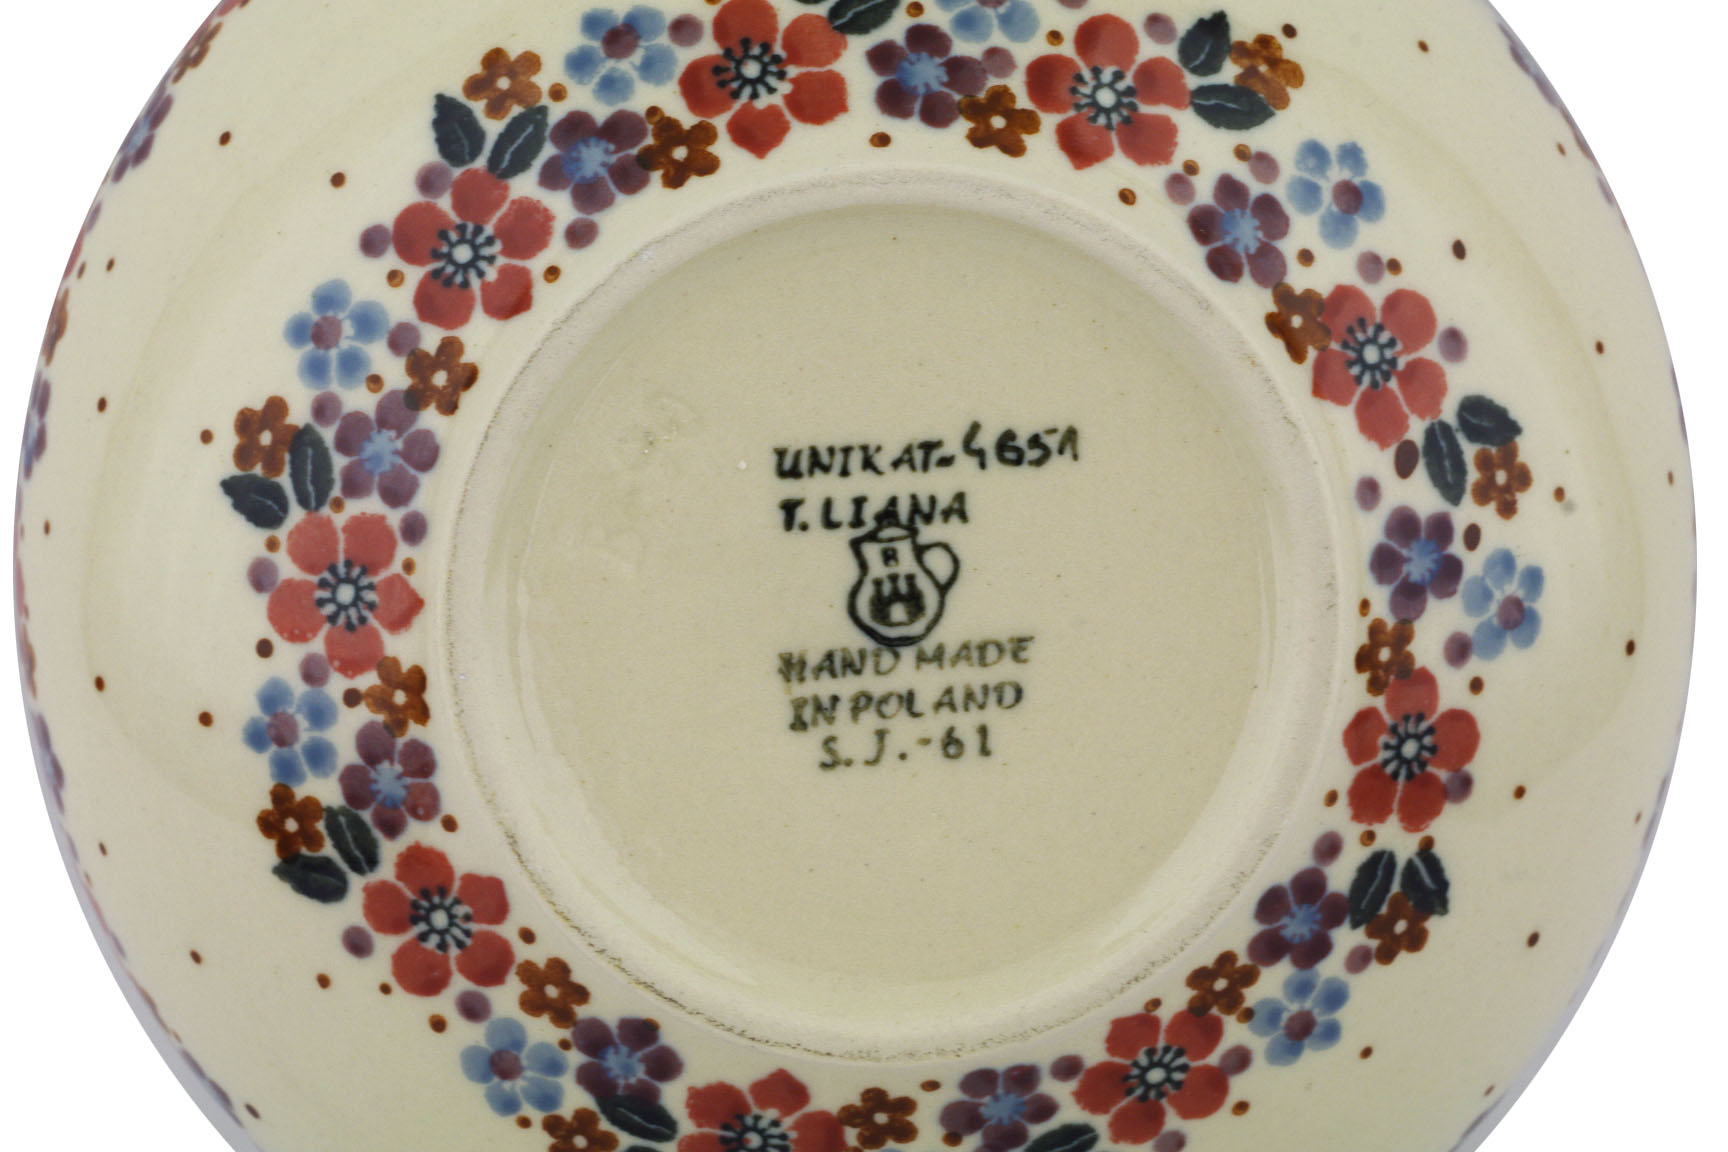 UNIKAT-4651
T. LIANA
R
HAND MADE
IN POLAND
S. J. - 61